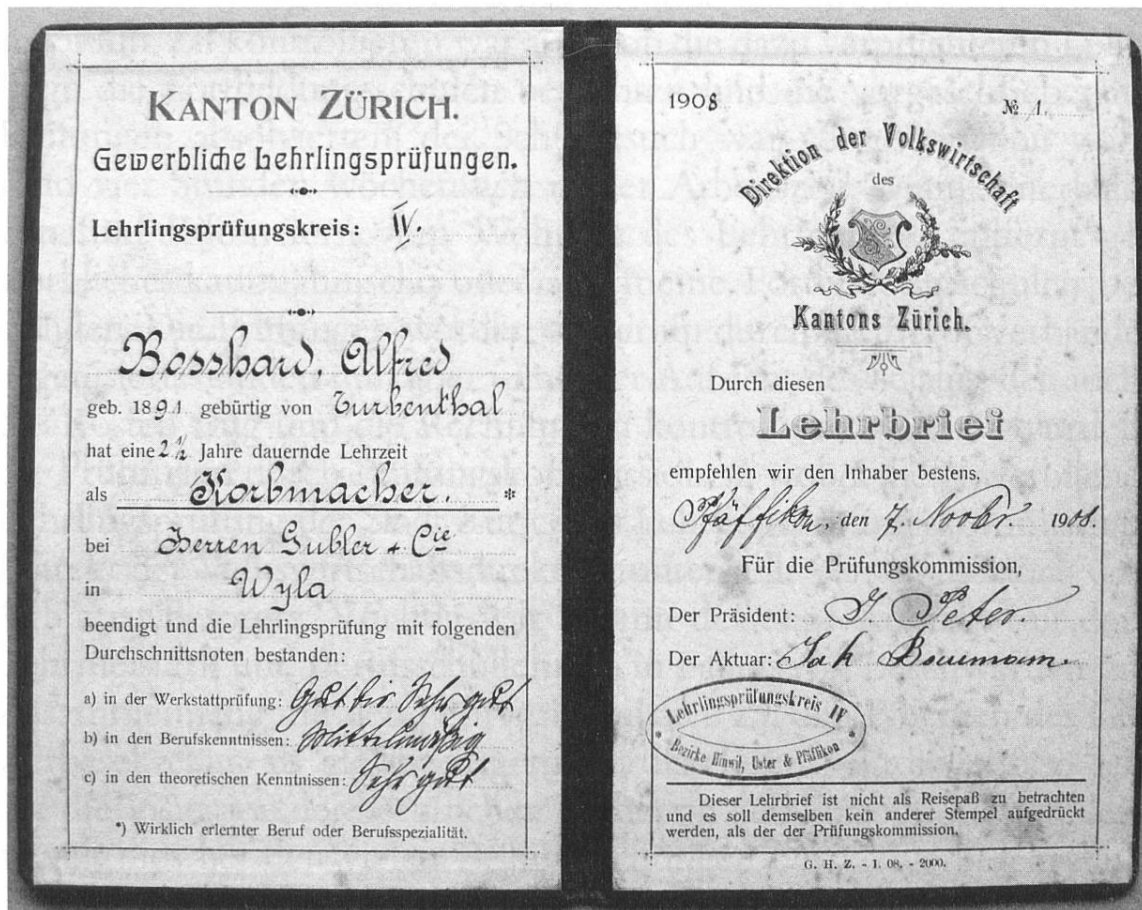 KANTON ZÜRICH.
Gewerbliche Lehrlingsprüfungen.
Lehrlingsprüfungskreis: IV.
Bosshard, Alfred
geb. 1891 gebürtig von Turbenthal
hat eine 2½ Jahre dauernde Lehrzeit
als Korbmacher. *
bei Herren Gubler & Cie
in Wyla
beendigt und die Lehrlingsprüfung mit folgenden
Durchschnittsnoten bestanden:
a) in der Werkstattprüfung: Gut bis Sehr gut
b) in den Berufskenntnissen: Mittelmäßig
c) in den theoretischen Kenntnissen: Sehr gut
*) Wirklich erlernter Beruf oder Berufsspezialität.
1908 № 1.
Direktion der Volkswirtschaft
des
Kantons Zürich.
Durch diesen
Lehrbrief
empfehlen wir den Inhaber bestens.
Pfäffikon, den 7. Novbr. 1908.
Für die Prüfungskommission,
Der Präsident: J. Peter.
Der Aktuar: Jak Baumann.
Lehrlingsprüfungskreis IV
* Bezirke Hinwil, Uster & Pfäffikon *
Dieser Lehrbrief ist nicht als Reisepaß zu betrachten
und es soll demselben kein anderer Stempel aufgedrückt
werden, als der der Prüfungskommission.
G. H. Z. - 1. 08. - 2000.